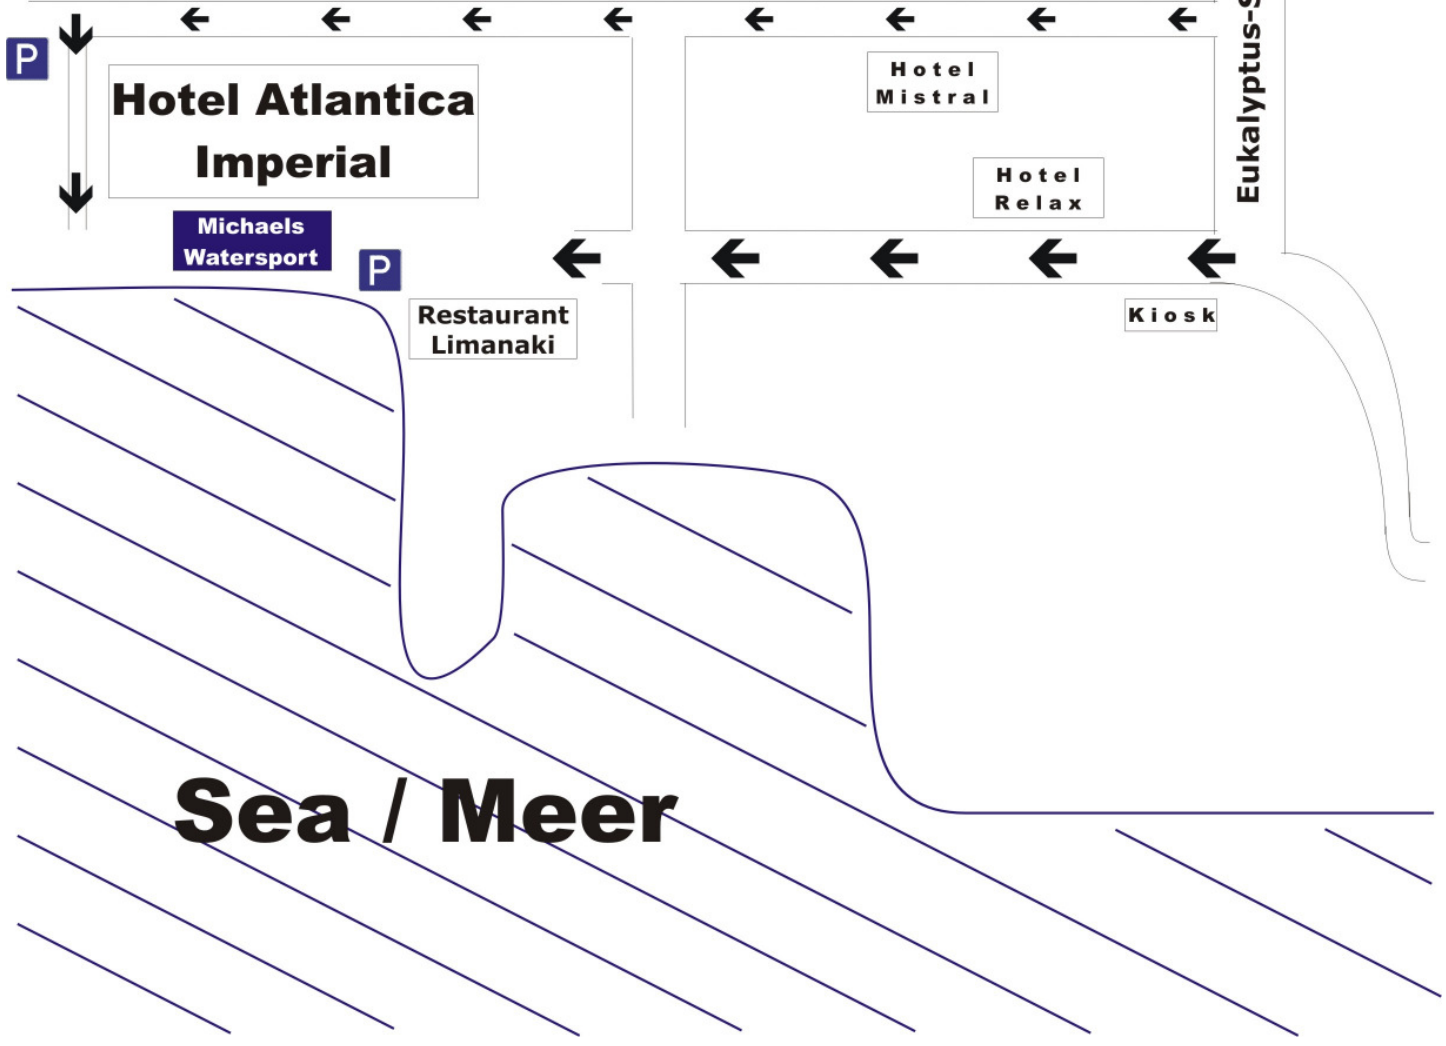 P
Hotel Atlantica
Imperial
Hotel
Mistral
Eukalyptus-S
Hotel
Relax
Michaels
Watersport
P
Restaurant
Limanaki
Kiosk
Sea / Meer